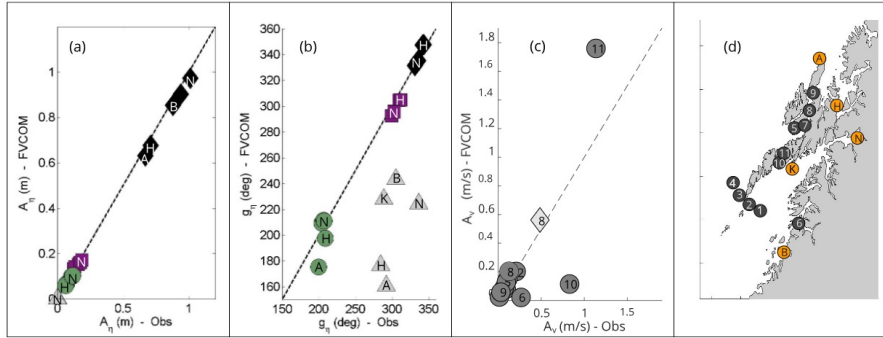 (a)
1
0.8
0.6
0.4
0.2
0
0.5
1
A_η (m) - FVCOM
A_η (m) - Obs
N
B
H
A
N
N
H
N
(b)
360
340
320
300
280
260
240
220
200
180
160
150
200
250
300
350
g_η (deg) - FVCOM
g_η (deg) - Obs
H
N
H
N
B
K
N
N
H
H
A
A
(c)
1.8
1.6
1.4
1.2
1
0.8
0.6
0.4
0.2
0
0.5
1
1.5
A_v (m/s) - FVCOM
A_v (m/s) - Obs
11
8
8
2
10
5
9
6
(d)
A
9
H
8
7
5
N
11
10
K
4
3
2
1
6
B